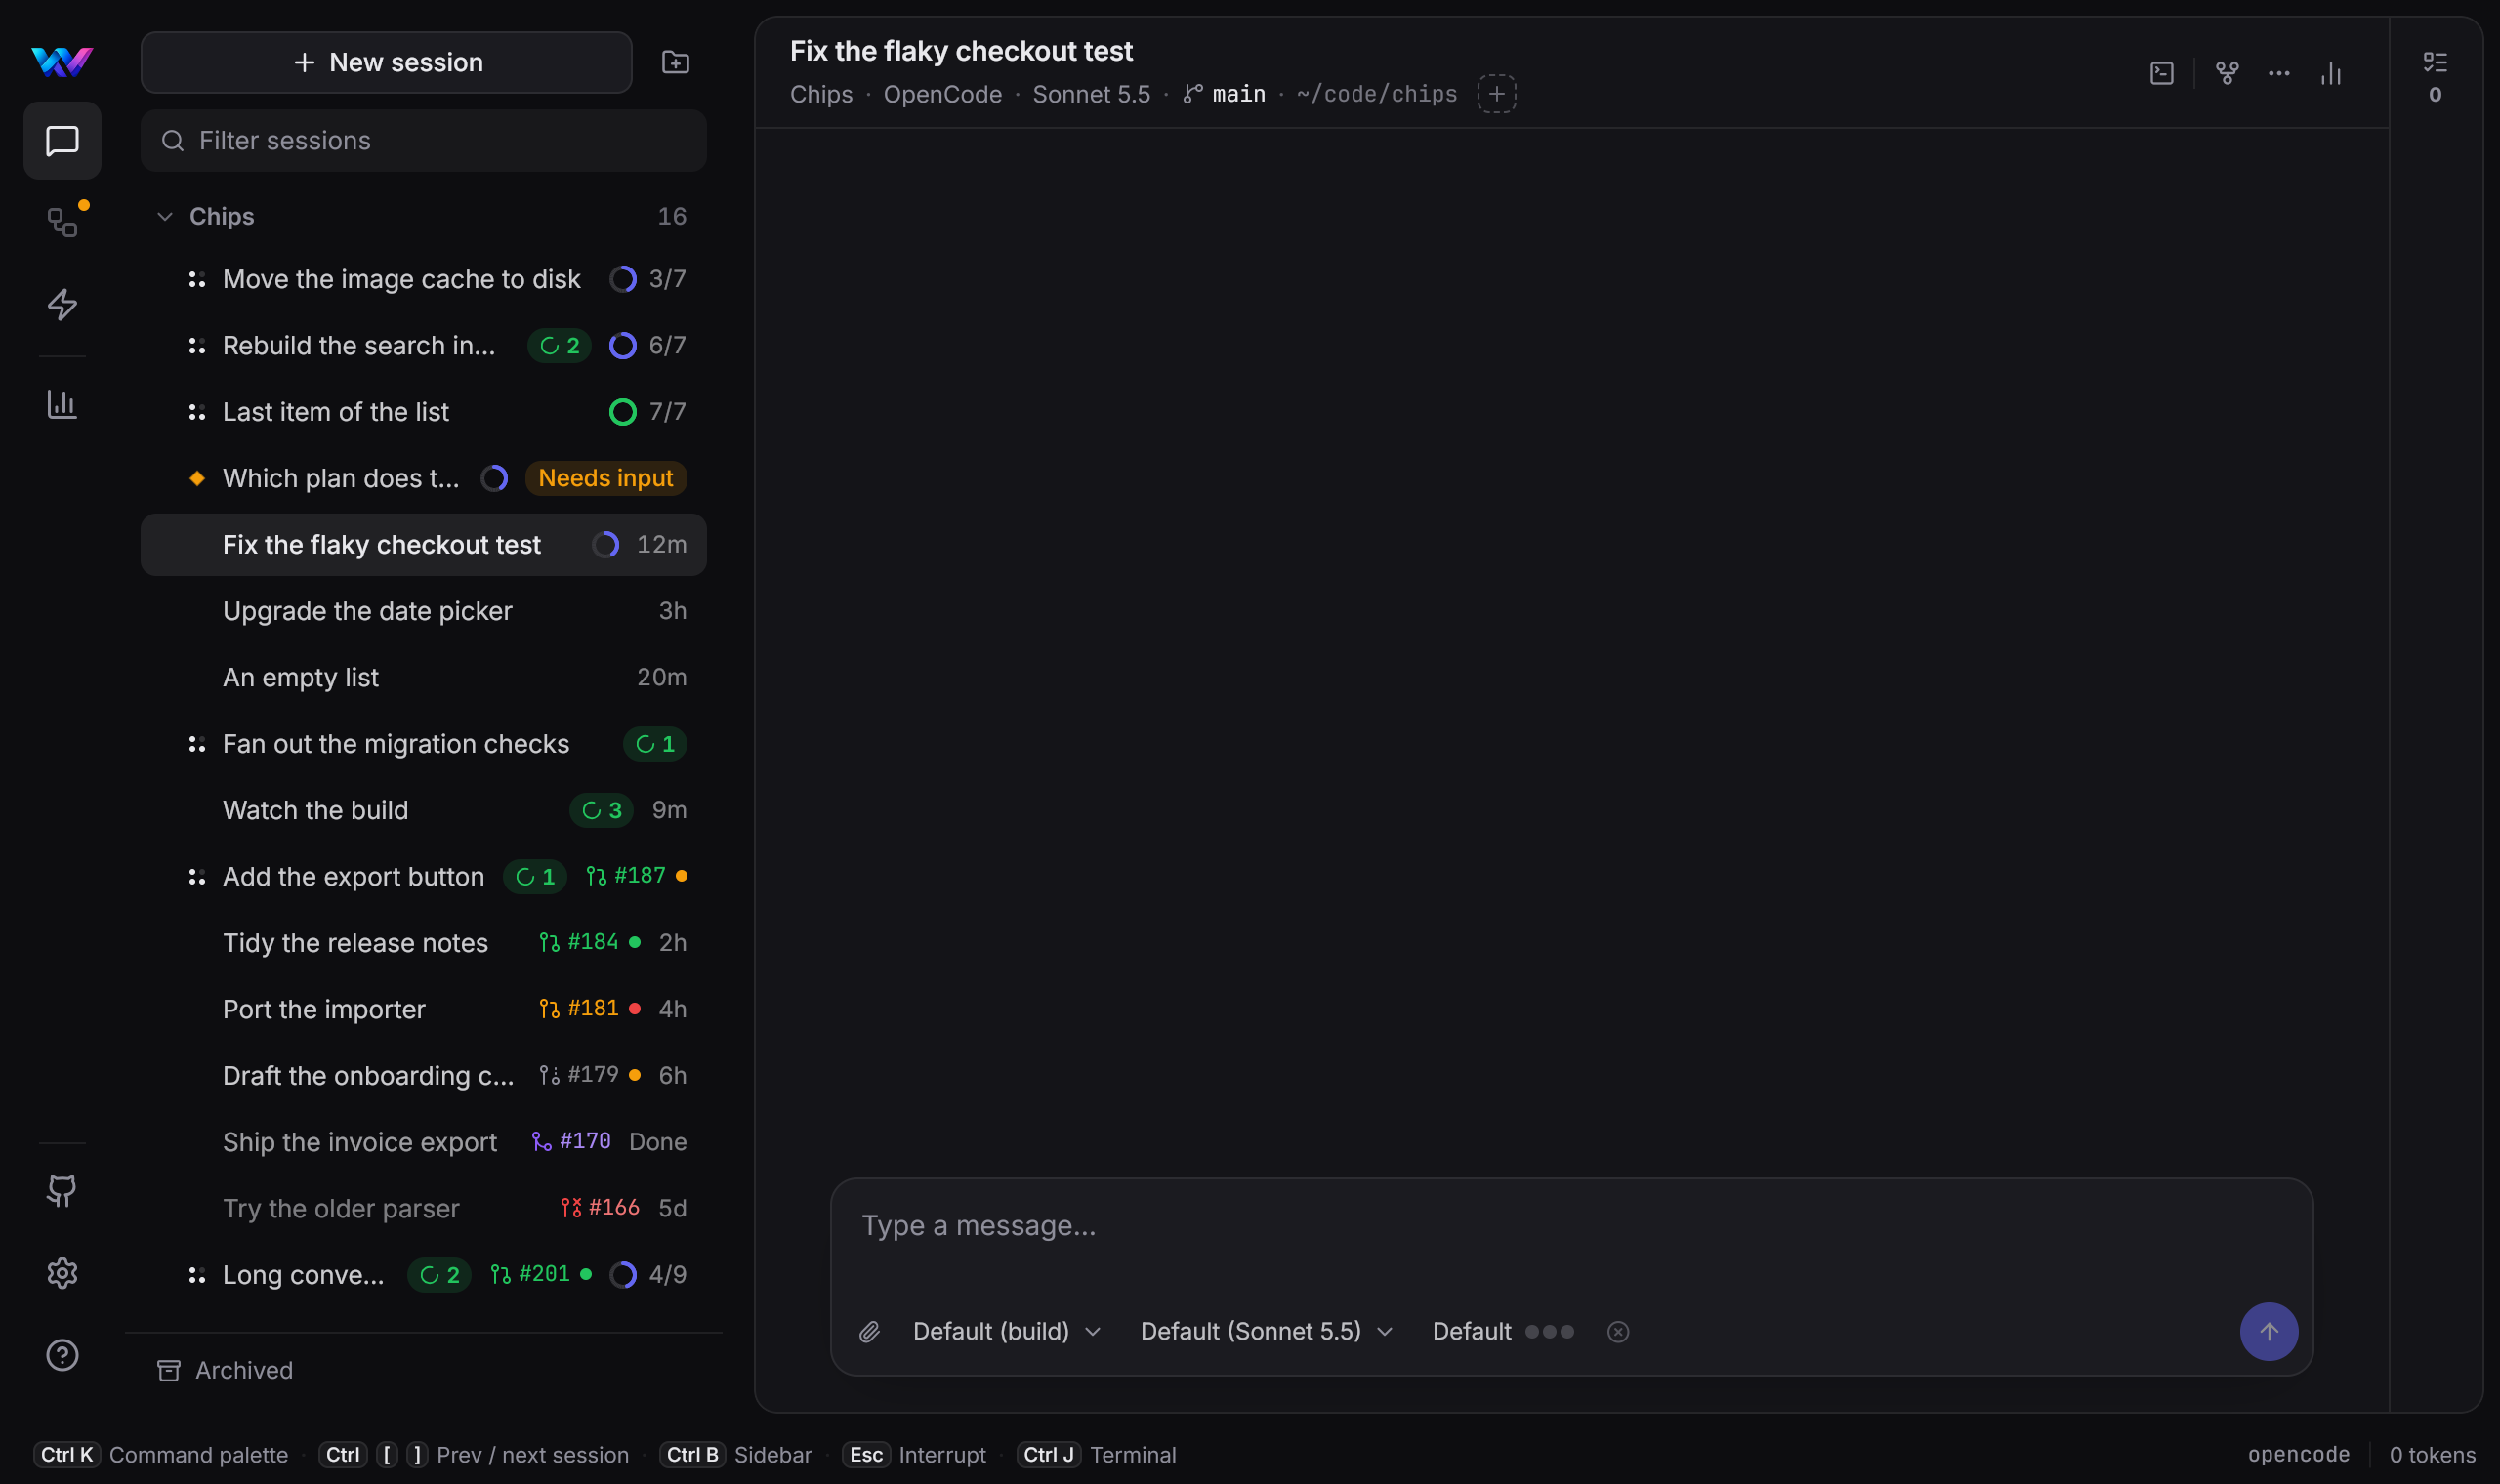 New session
Filter sessions
Chips 16
Move the image cache to disk 3/7
Rebuild the search in... 2 6/7
Last item of the list 7/7
Which plan does t... Needs input
Fix the flaky checkout test 12m
Upgrade the date picker 3h
An empty list 20m
Fan out the migration checks 1
Watch the build 3 9m
Add the export button 1 #187
Tidy the release notes #184 2h
Port the importer #181 4h
Draft the onboarding c... #179 6h
Ship the invoice export #170 Done
Try the older parser #166 5d
Long conve... 2 #201 4/9
Archived
Fix the flaky checkout test
Chips · OpenCode · Sonnet 5.5 · main · ~/code/chips
0
Type a message...
Default (build) Default (Sonnet 5.5) Default
Ctrl K Command palette · Ctrl [ ] Prev / next session · Ctrl B Sidebar · Esc Interrupt · Ctrl J Terminal
opencode 0 tokens